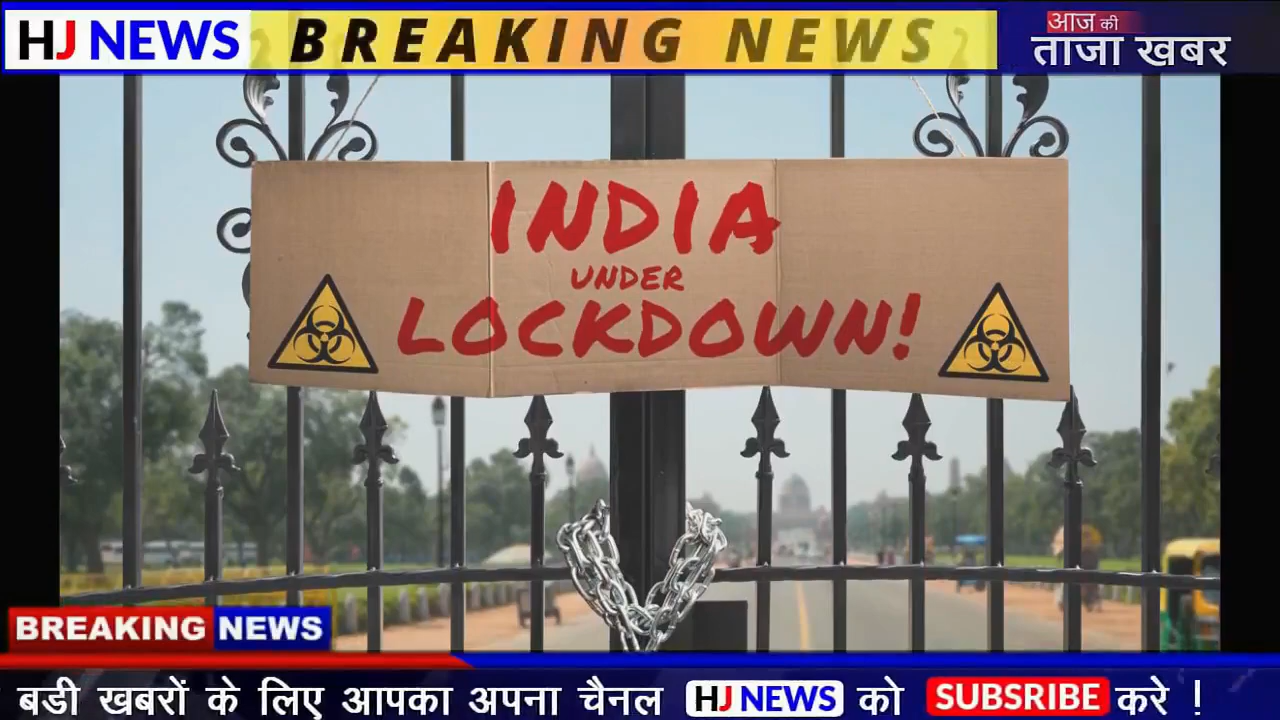 HJ NEWS
BREAKING NEWS
आज की
ताजा खबर
INDIA
UNDER
LOCKDOWN!
BREAKING NEWS
बडी खबरों के लिए आपका अपना चैनल HJ NEWS को SUBSRIBE करे !